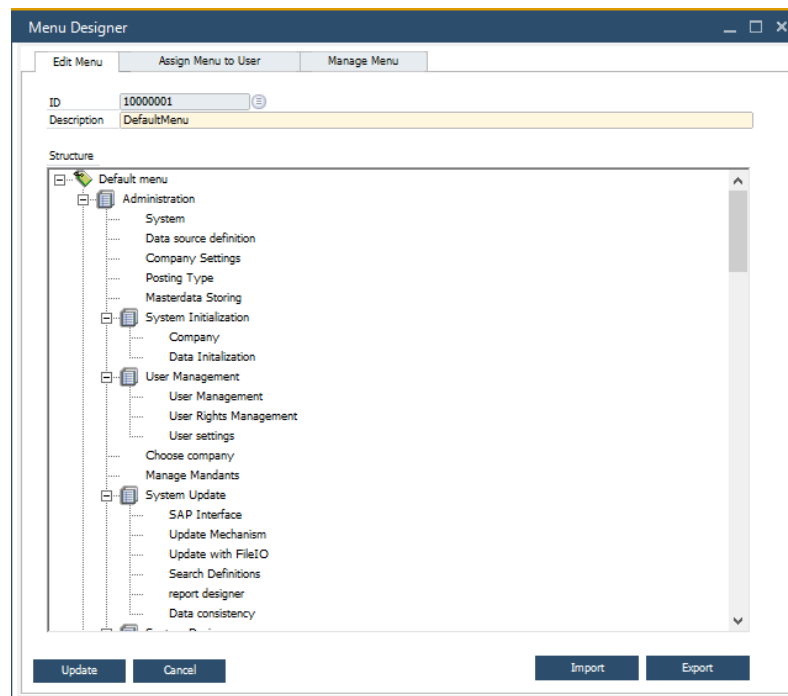 Menu Designer
Edit Menu Assign Menu to User Manage Menu
ID 10000001
Description DefaultMenu
Structure
Default menu
Administration
System
Data source definition
Company Settings
Posting Type
Masterdata Storing
System Initialization
Company
Data Initalization
User Management
User Management
User Rights Management
User settings
Choose company
Manage Mandants
System Update
SAP Interface
Update Mechanism
Update with FileIO
Search Definitions
report designer
Data consistency
Update Cancel Import Export